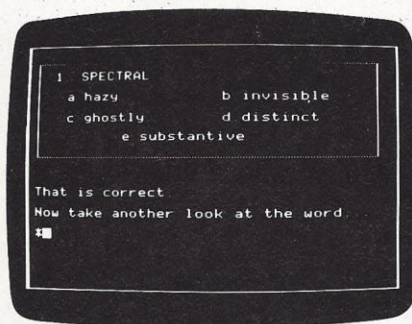 1 SPECTRAL
a hazy b invisible
c ghostly d distinct
e substantive
That is correct.
Now take another look at the word.